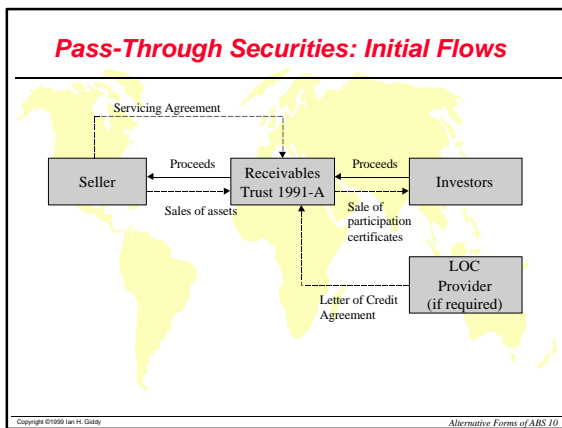 Pass-Through Securities: Initial Flows
Servicing Agreement
Seller
Proceeds
Sales of assets
Receivables
Trust 1991-A
Proceeds
Sale of
participation
certificates
Investors
LOC
Provider
(if required)
Letter of Credit
Agreement
Copyright ©1999 Ian H. Giddy
Alternative Forms of ABS 10